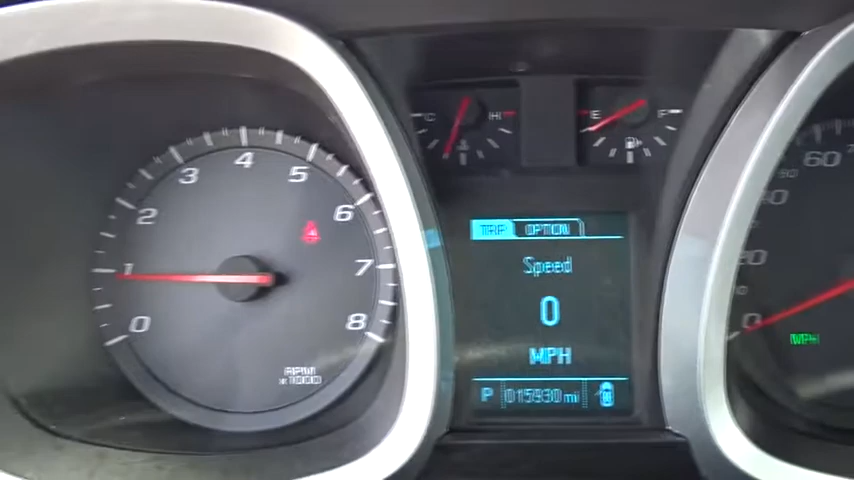 C HI
E F
TRIP OPTION
Speed
0
MPH
P 015930 mi
0 1 2 3 4 5 6 7 8
RPM
x1000
60
MPH